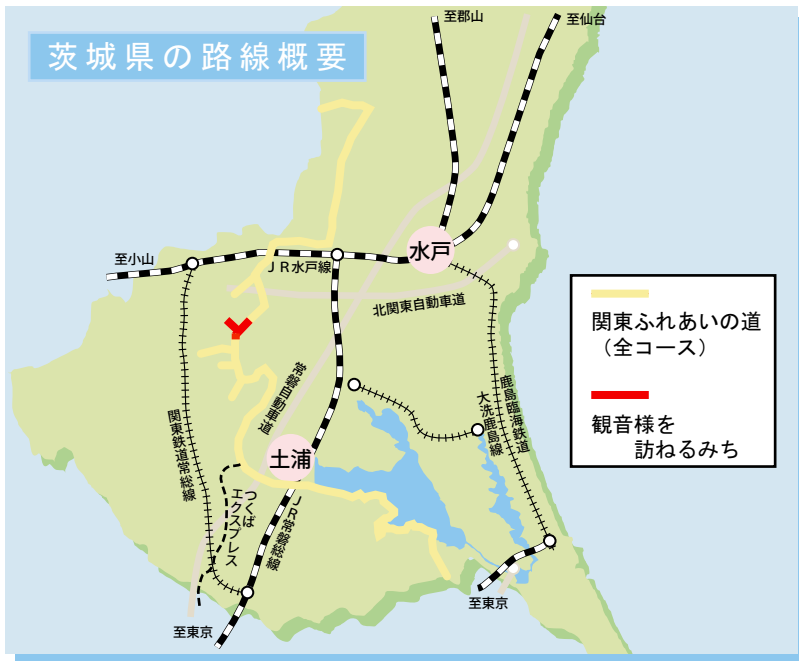 茨城県の路線概要
至郡山
至仙台
水戸
至小山
JR水戸線
北関東自動車道
関東ふれあいの道
(全コース)
観音様を
訪ねるみち
常磐自動車道
鹿島臨海鉄道
大洗鹿島線
関東鉄道常総線
土浦
つくば
エクスプレス
JR常磐総線
至東京
至東京